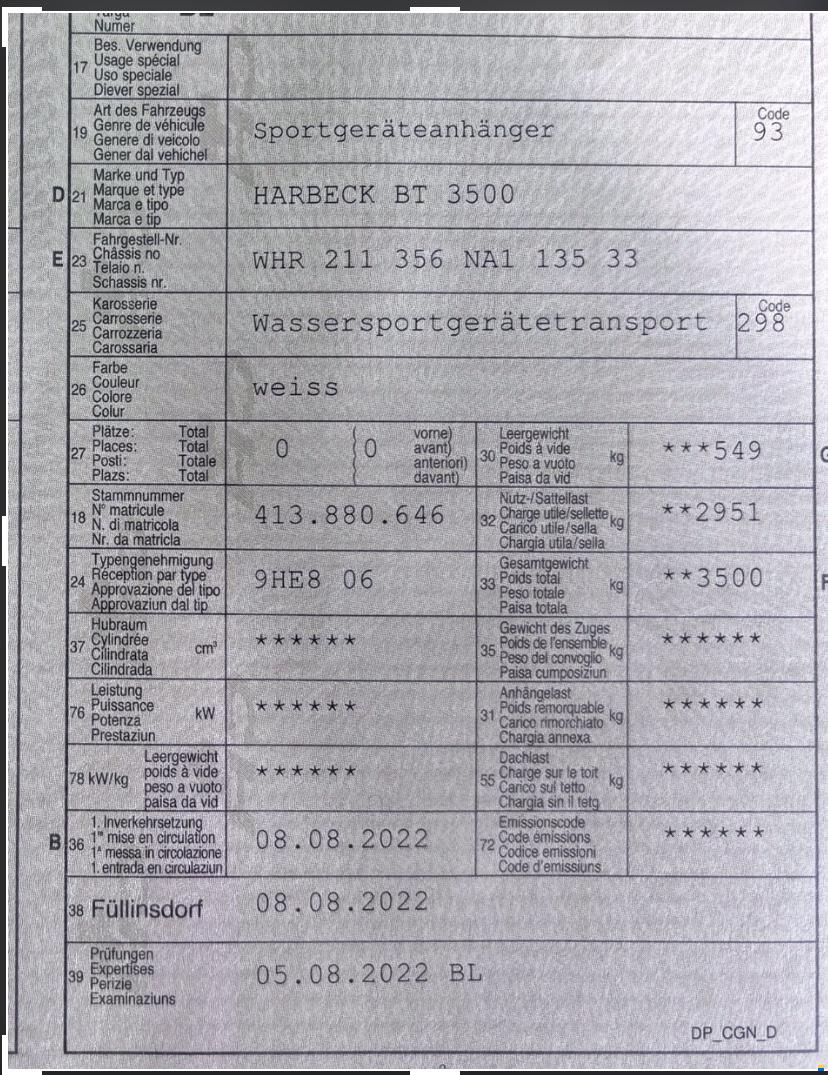 Numer
17 Bes. Verwendung
Usage spécial
Uso speciale
Diever spezial
19 Art des Fahrzeugs
Genre de véhicule
Genere di veicolo
Gener dal vehichel
Sportgeräteanhänger
Code
93
D 21 Marke und Typ
Marque et type
Marca e tipo
Marca e tip
HARBECK BT 3500
E 23 Fahrgestell-Nr.
Châssis no
Telaio n.
Schassis nr.
WHR 211 356 NA1 135 33
25 Karosserie
Carrosserie
Carrozzeria
Carossaria
Wassersportgerätetransport
Code
298
26 Farbe
Couleur
Colore
Colur
weiss
27 Plätze: Total
Places: Total
Posti: Totale
Plazs: Total
0 ( 0 vorne)
avant)
anteriori)
davant)
30 Leergewicht
Poids à vide
Peso a vuoto
Paisa da vid
kg
***549
18 Stammnummer
N° matricule
N. di matricola
Nr. da matricla
413.880.646
32 Nutz-/Sattellast
Charge utile/sellette
Carico utile/sella
Chargia utila/sella
kg
**2951
24 Typengenehmigung
Réception par type
Approvazione del tipo
Approvaziun dal tip
9HE8 06
33 Gesamtgewicht
Poids total
Peso totale
Paisa totala
kg
**3500
37 Hubraum
Cylindrée
Cilindrata
Cilindrada
cm³
******
35 Gewicht des Zuges
Poids de l'ensemble
Peso del convoglio
Paisa cumposiziun
kg
******
76 Leistung
Puissance
Potenza
Prestaziun
kW
******
31 Anhängelast
Poids remorquable
Carico rimorchiato
Chargia annexa
kg
******
78 kW/kg Leergewicht
poids à vide
peso a vuoto
paisa da vid
******
55 Dachlast
Charge sur le toit
Carico sul tetto
Chargia sin il tetg
kg
******
B 36 1. Inverkehrsetzung
1re mise en circulation
1a messa in circolazione
1. entrada en circulaziun
08.08.2022
72 Emissionscode
Code émissions
Codice emissioni
Code d'emissiuns
******
38 Füllinsdorf
08.08.2022
39 Prüfungen
Expertises
Perizie
Examinaziuns
05.08.2022 BL
DP_CGN_D